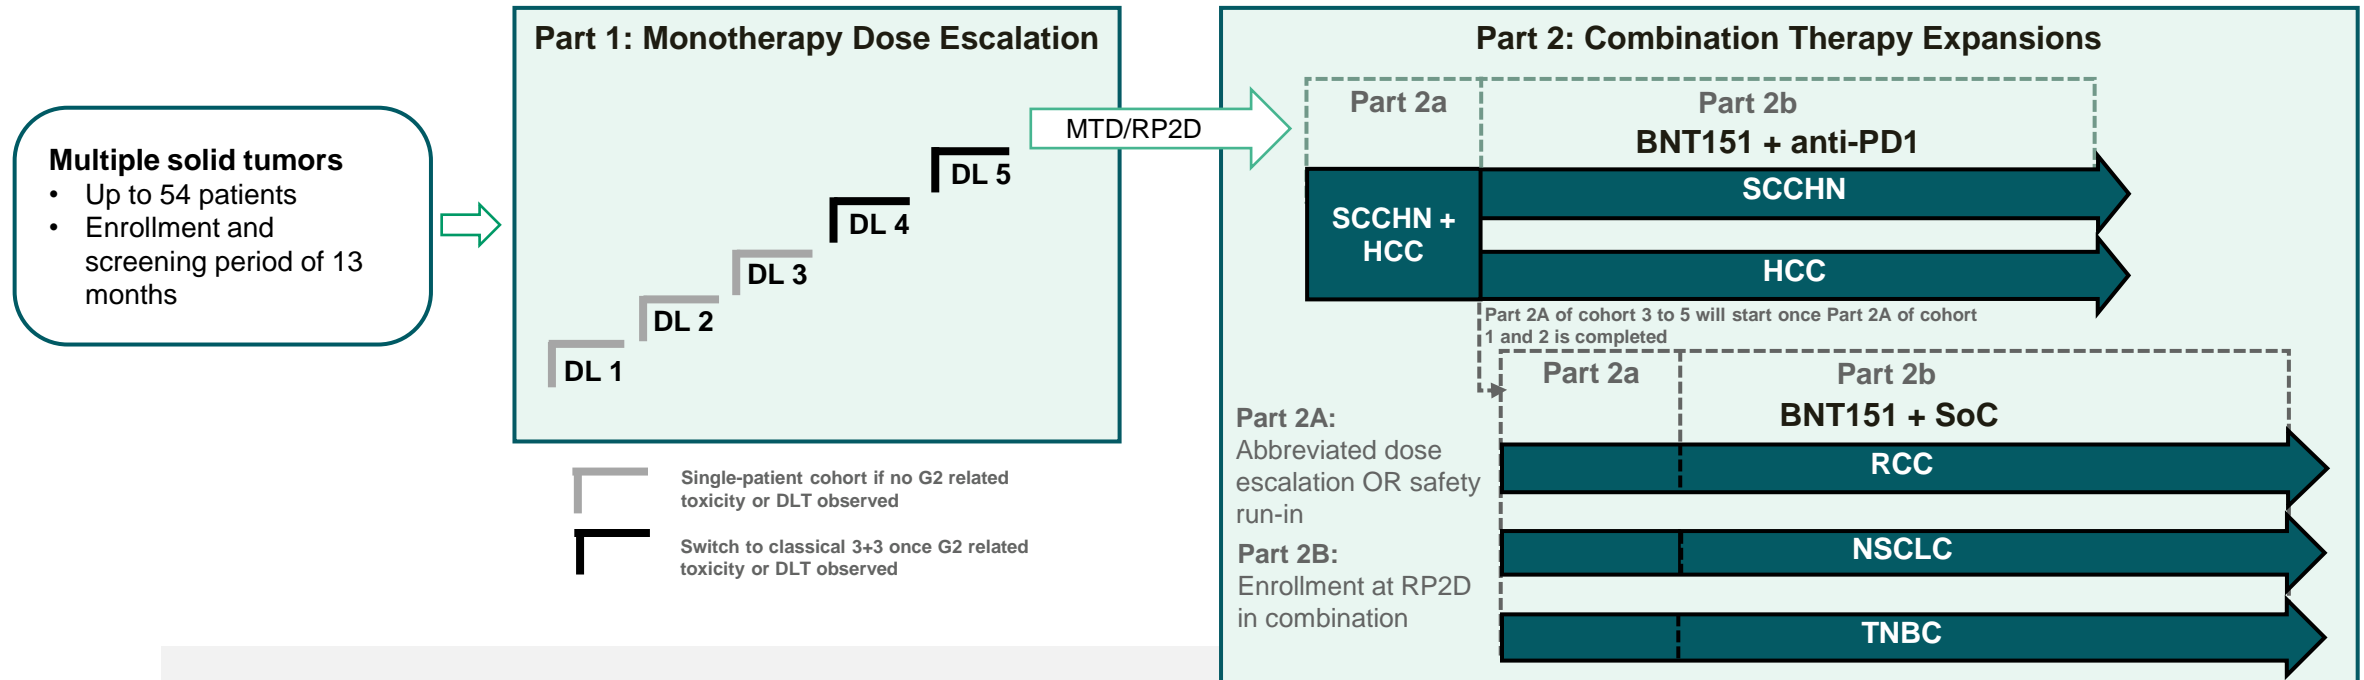 Multiple solid tumors
• Up to 54 patients
• Enrollment and
screening period of 13
months
Part 1: Monotherapy Dose Escalation
DL 1
DL 2
DL 3
DL 4
DL 5
Single-patient cohort if no G2 related
toxicity or DLT observed
Switch to classical 3+3 once G2 related
toxicity or DLT observed
MTD/RP2D
Part 2: Combination Therapy Expansions
Part 2a
Part 2b
BNT151 + anti-PD1
SCCHN +
HCC
SCCHN
HCC
Part 2A of cohort 3 to 5 will start once Part 2A of cohort
1 and 2 is completed
Part 2a
Part 2b
BNT151 + SoC
RCC
NSCLC
TNBC
Part 2A:
Abbreviated dose
escalation OR safety
run-in
Part 2B:
Enrollment at RP2D
in combination